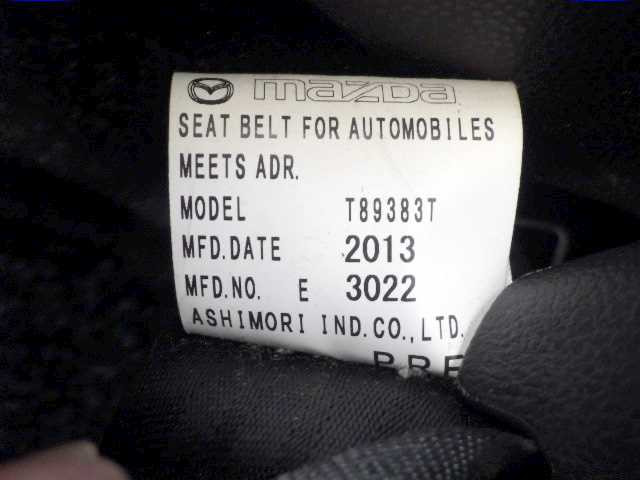 mazda
SEAT BELT FOR AUTOMOBILES
MEETS ADR.
MODEL T89383T
MFD.DATE 2013
MFD.NO. E 3022
ASHIMORI IND.CO.,LTD.
PRE